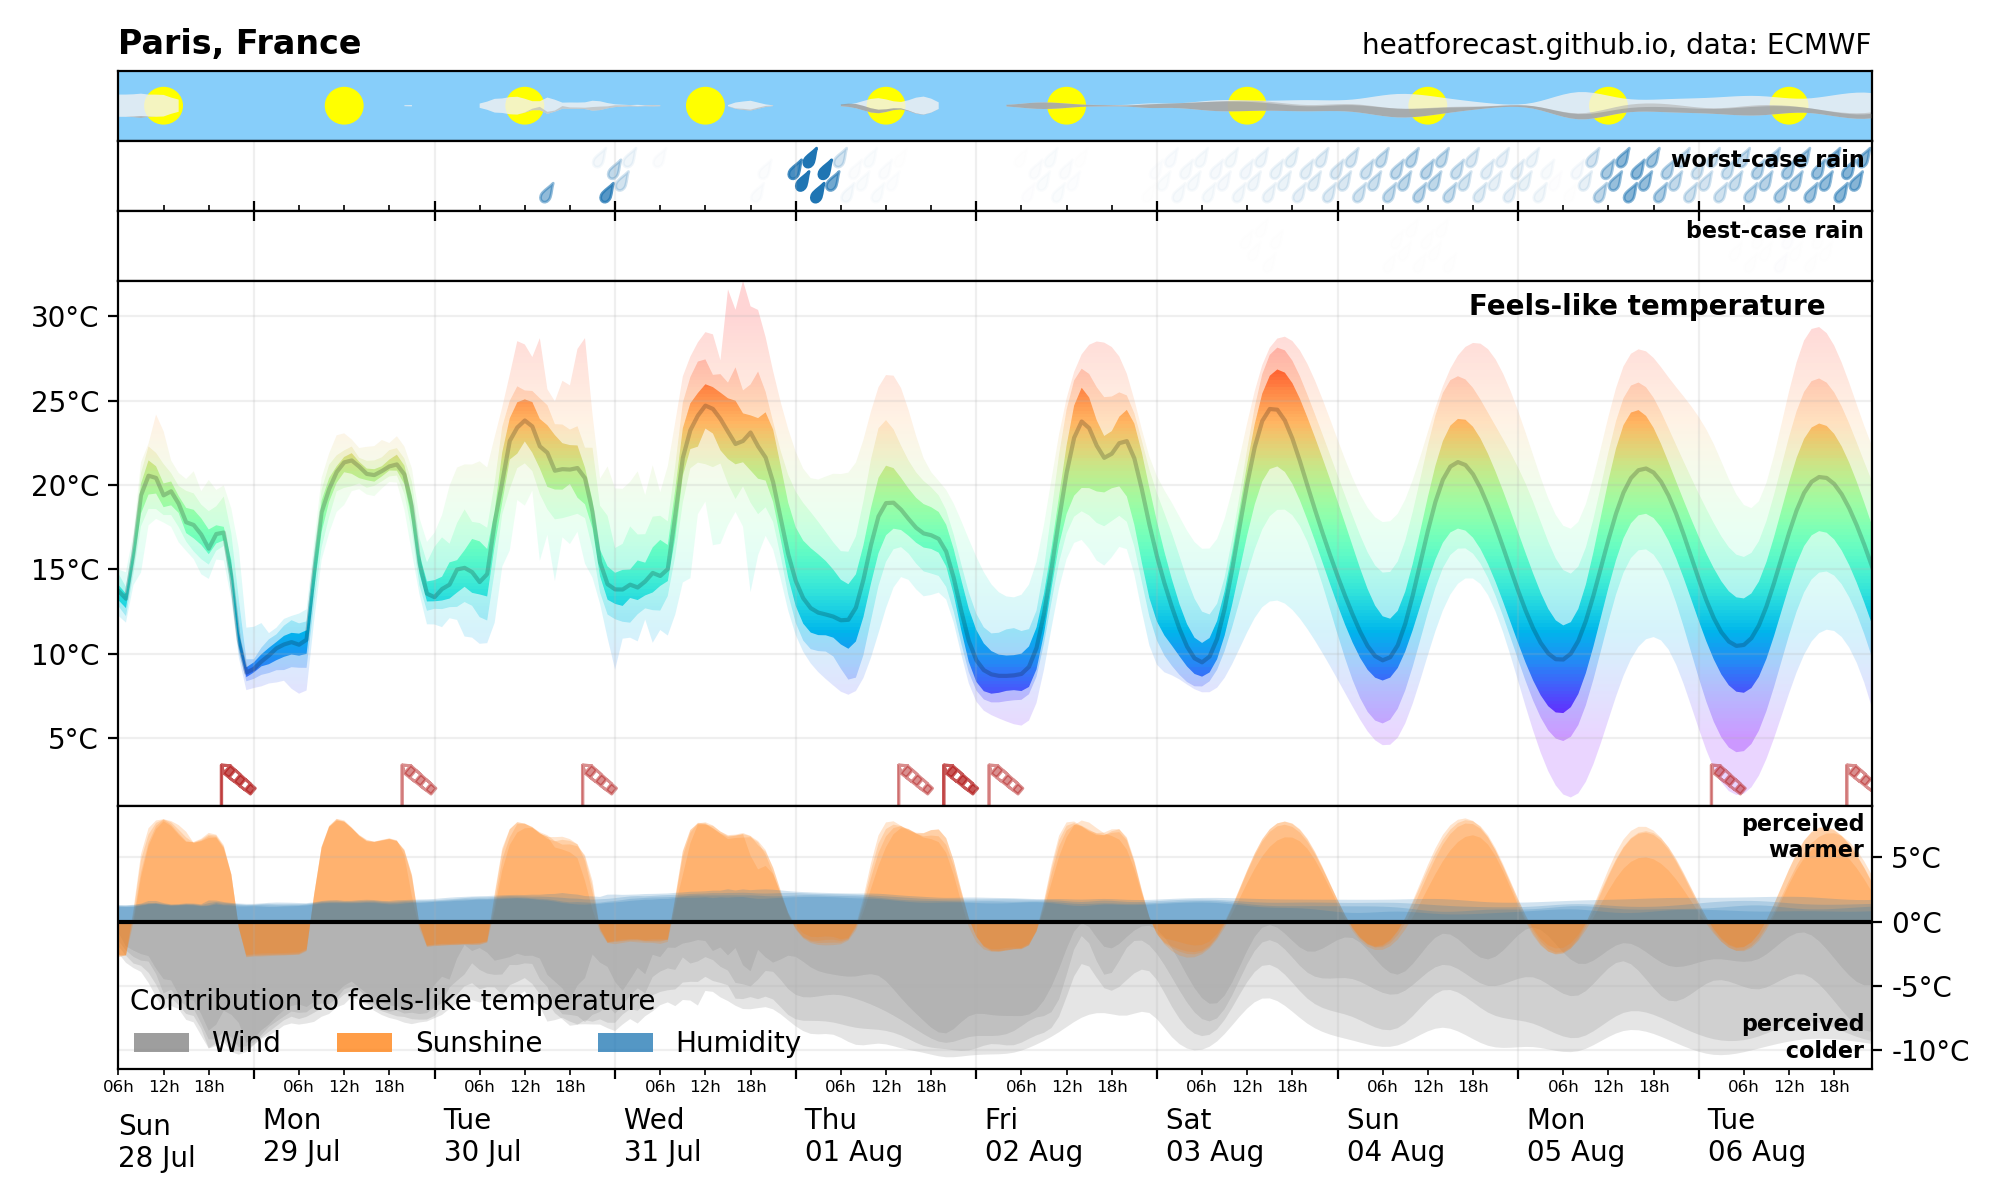 Paris, France
heatforecast.github.io, data: ECMWF
worst-case rain
best-case rain
Feels-like temperature
30°C
25°C
20°C
15°C
10°C
5°C
perceived
warmer
5°C
0°C
-5°C
-10°C
perceived
colder
Contribution to feels-like temperature
Wind Sunshine Humidity
06h 12h 18h 06h 12h 18h 06h 12h 18h 06h 12h 18h 06h 12h 18h 06h 12h 18h 06h 12h 18h 06h 12h 18h 06h 12h 18h 06h 12h 18h
Sun Mon Tue Wed Thu Fri Sat Sun Mon Tue
28 Jul 29 Jul 30 Jul 31 Jul 01 Aug 02 Aug 03 Aug 04 Aug 05 Aug 06 Aug